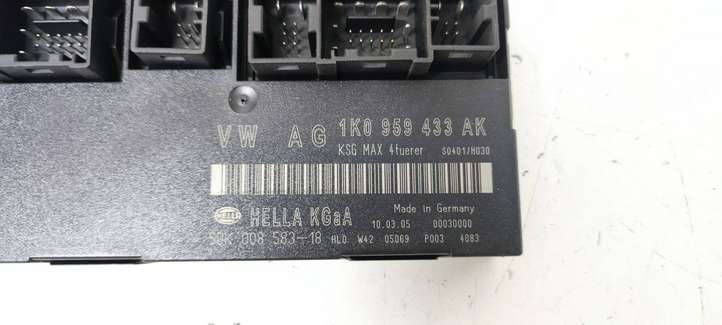 VW AG 1K0 959 433 AK
KSG MAX 4tuerer S0401/H030
HELLA HELLA KGaA Made in Germany
10.03.05 00030000
5DK 008 583-18 HLO W42 05069 P003 4083